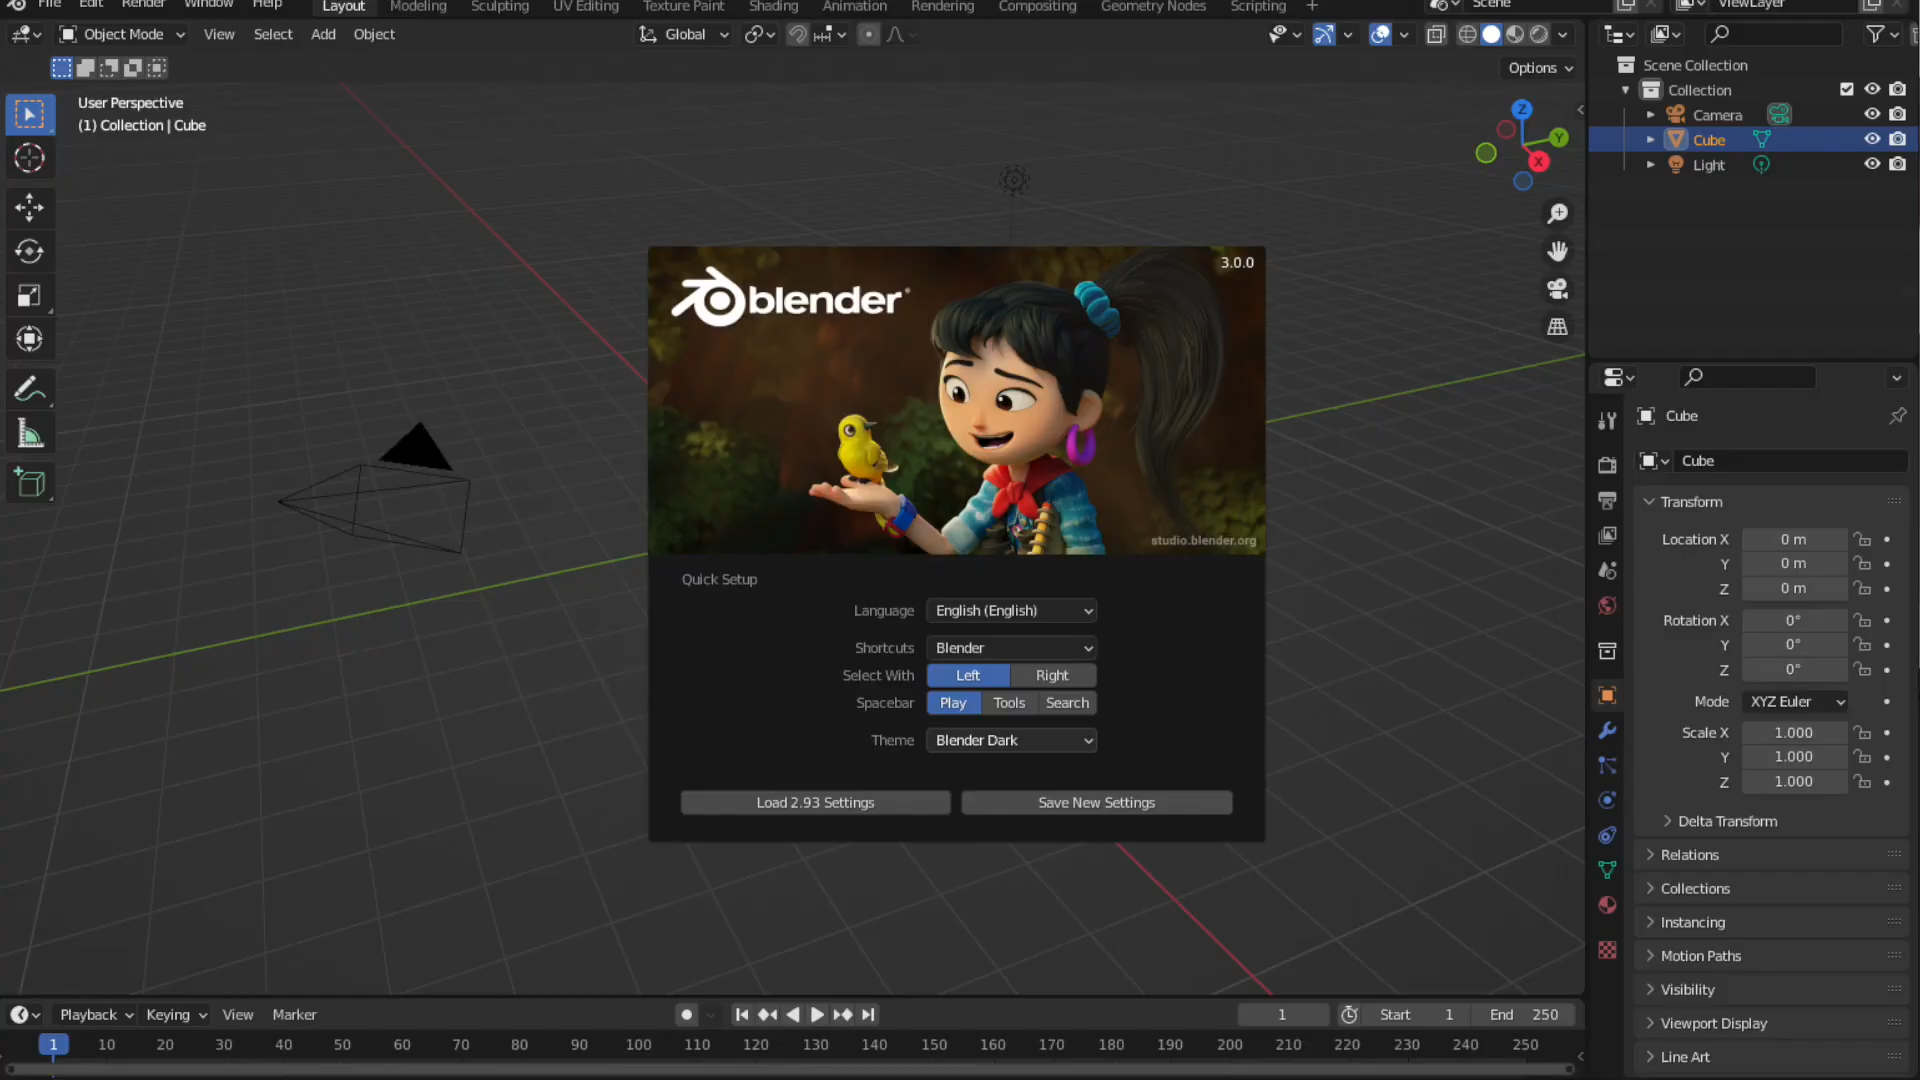 File Edit Render Window Help Layout Modeling Sculpting UV Editing Texture Paint Shading Animation Rendering Compositing Geometry Nodes Scripting + Scene ViewLayer
Object Mode View Select Add Object Global
Options
User Perspective
(1) Collection | Cube
Z
Y
X
Scene Collection
Collection
Camera
Cube
Light
3.0.0
blender
studio.blender.org
Quick Setup
Language English (English)
Shortcuts Blender
Select With Left Right
Spacebar Play Tools Search
Theme Blender Dark
Load 2.93 Settings Save New Settings
Cube
Cube
Transform
Location X 0 m
Y 0 m
Z 0 m
Rotation X 0°
Y 0°
Z 0°
Mode XYZ Euler
Scale X 1.000
Y 1.000
Z 1.000
Delta Transform
Relations
Collections
Instancing
Motion Paths
Visibility
Viewport Display
Line Art
Playback Keying View Marker 1 Start 1 End 250
1 10 20 30 40 50 60 70 80 90 100 110 120 130 140 150 160 170 180 190 200 210 220 230 240 250